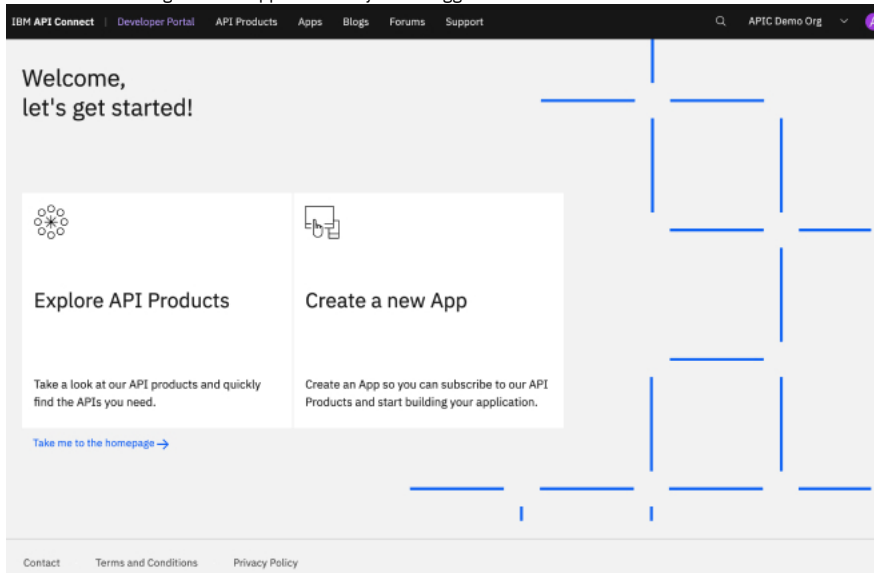 IBM API Connect | Developer Portal API Products Apps Blogs Forums Support APIC Demo Org
Welcome,
let's get started!
Explore API Products
Take a look at our API products and quickly
find the APIs you need.
Create a new App
Create an App so you can subscribe to our API
Products and start building your application.
Take me to the homepage →
Contact Terms and Conditions Privacy Policy